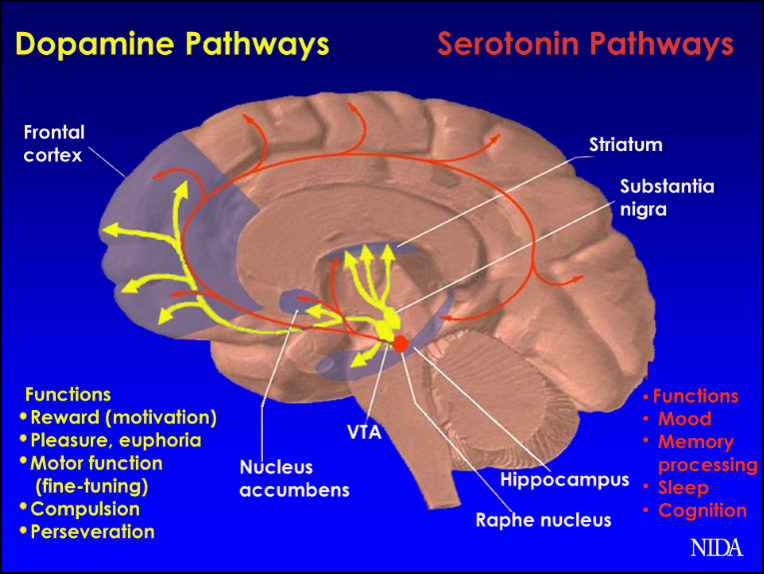 Dopamine Pathways
Serotonin Pathways
Frontal
cortex
Striatum
Substantia
nigra
Functions
•Reward (motivation)
•Pleasure, euphoria
•Motor function
(fine-tuning)
•Compulsion
•Perseveration
Nucleus
accumbens
VTA
Hippocampus
Raphe nucleus
• Functions
• Mood
• Memory
processing
• Sleep
• Cognition
NIDA